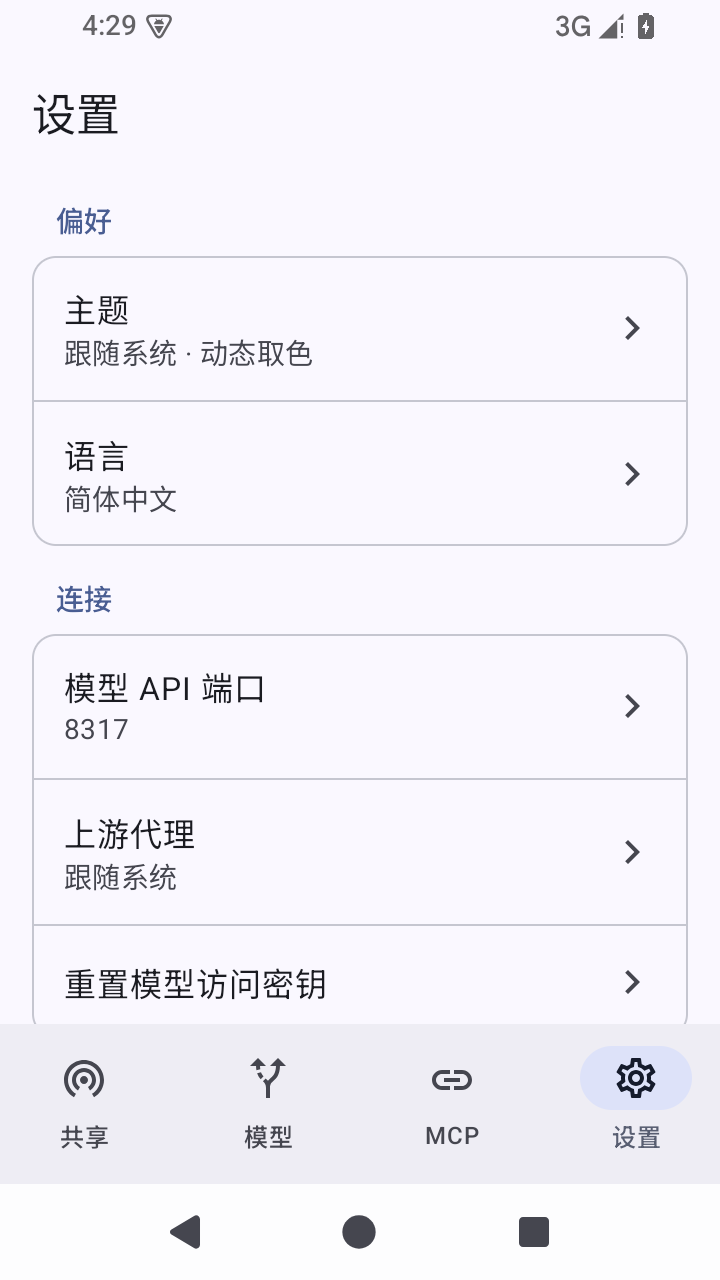 4:29
3G
设置
偏好
主题
跟随系统 · 动态取色
语言
简体中文
连接
模型 API 端口
8317
上游代理
跟随系统
重置模型访问密钥
共享
模型
MCP
设置